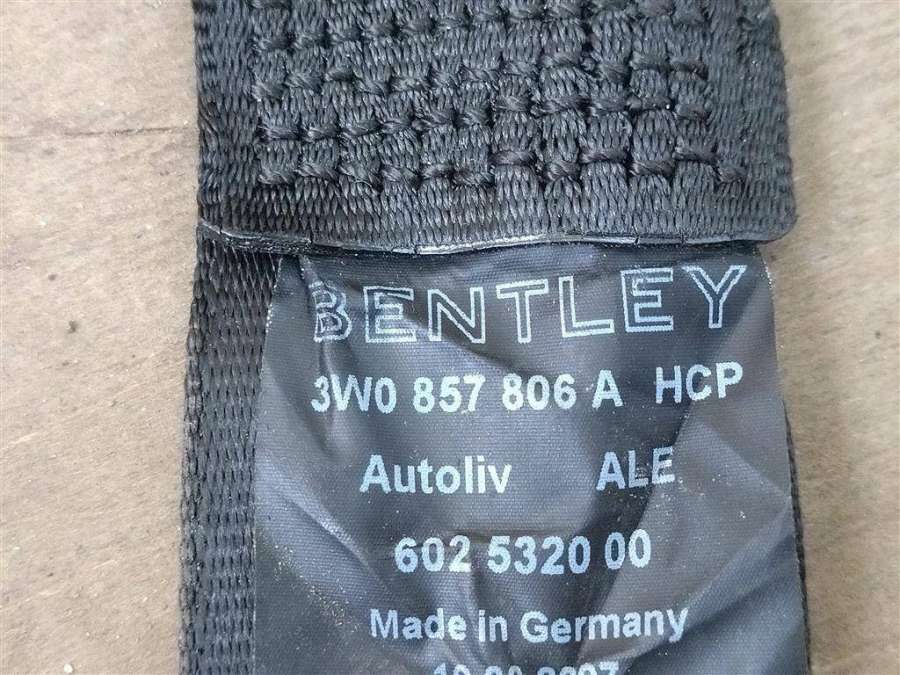 BENTLEY
3W0 857 806 A HCP
Autoliv ALE
602 5320 00
Made in Germany